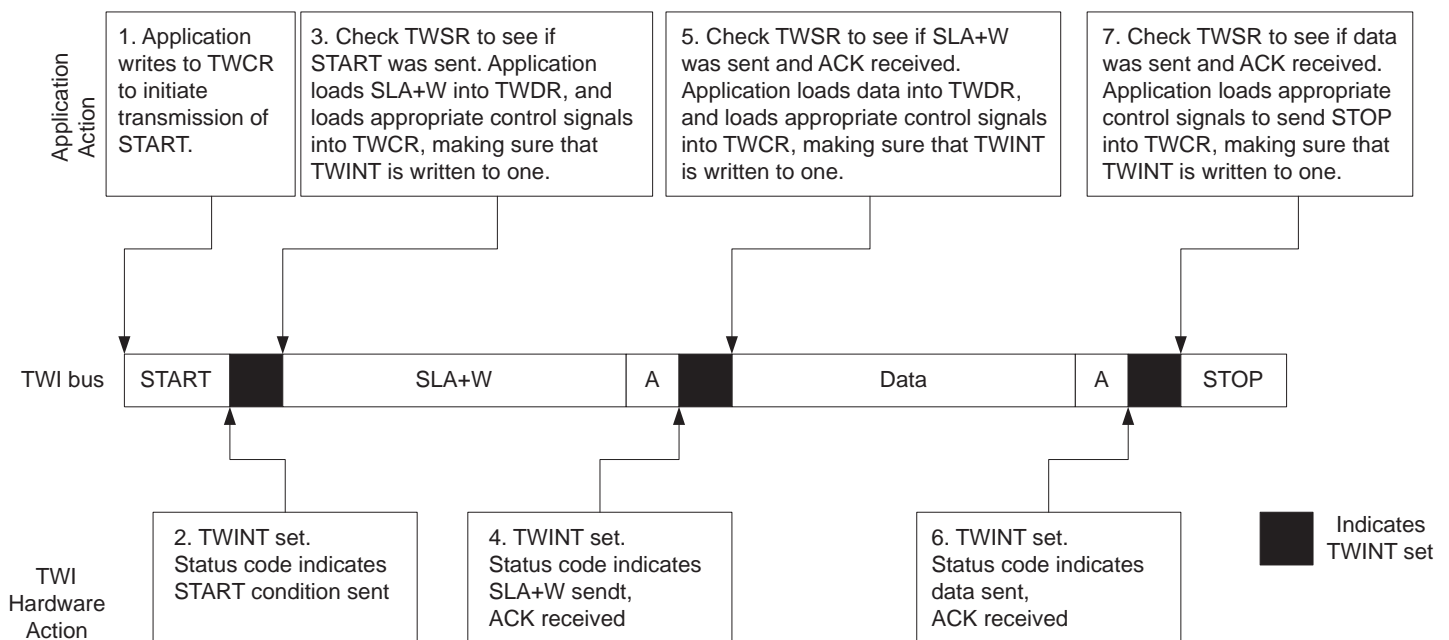 Application
Action
1. Application
writes to TWCR
to initiate
transmission of
START.
3. Check TWSR to see if
START was sent. Application
loads SLA+W into TWDR, and
loads appropriate control signals
into TWCR, making sure that
TWINT is written to one.
5. Check TWSR to see if SLA+W
was sent and ACK received.
Application loads data into TWDR,
and loads appropriate control signals
into TWCR, making sure that TWINT
is written to one.
7. Check TWSR to see if data
was sent and ACK received.
Application loads appropriate
control signals to send STOP
into TWCR, making sure that
TWINT is written to one.
TWI bus
START
SLA+W
A
Data
A
STOP
TWI
Hardware
Action
2. TWINT set.
Status code indicates
START condition sent
4. TWINT set.
Status code indicates
SLA+W sendt,
ACK received
6. TWINT set.
Status code indicates
data sent,
ACK received
Indicates
TWINT set